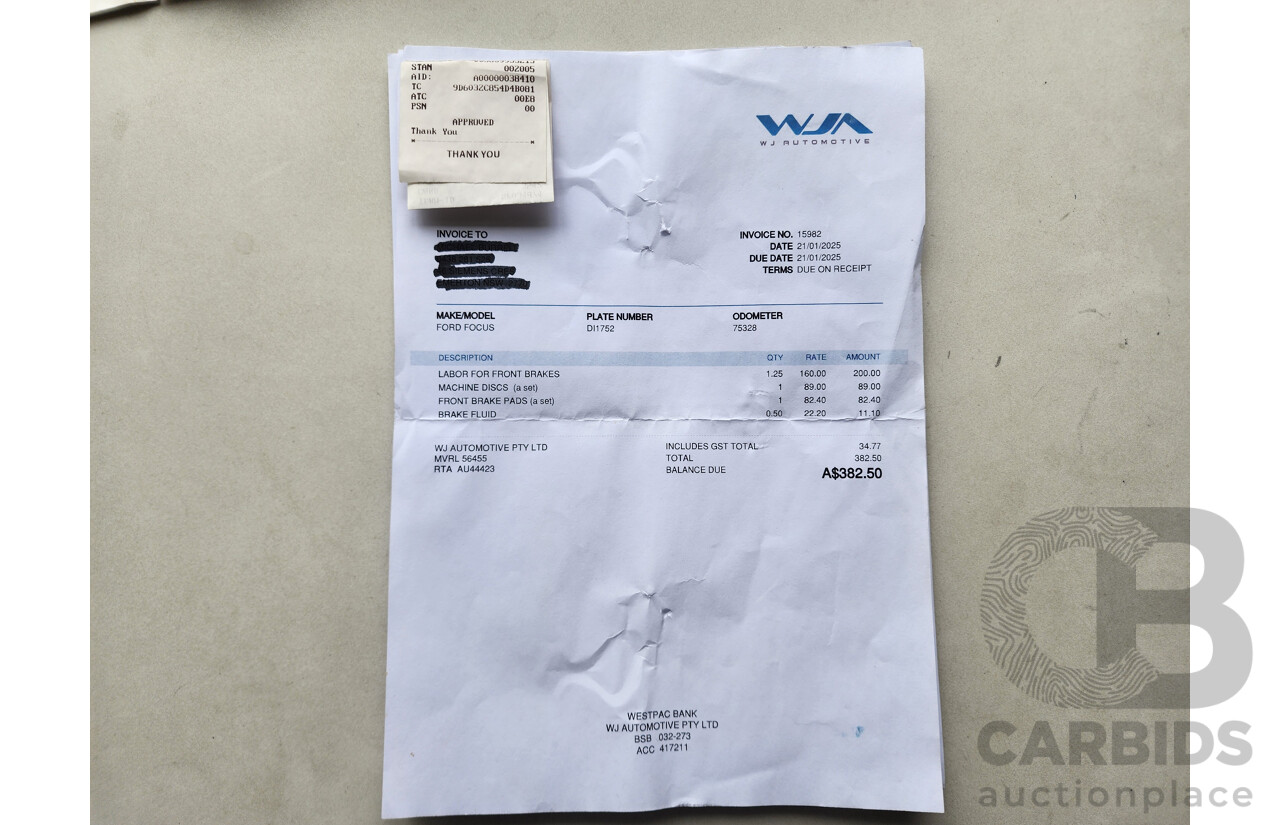 STAN 002005
AID: A00000038410
TC 9D6032CB54D4B0B1
ATC 00EB
PSN 00
APPROVED
Thank You
THANK YOU
WJA
WJ AUTOMOTIVE
INVOICE TO
INVOICE NO. 15982
DATE 21/01/2025
DUE DATE 21/01/2025
TERMS DUE ON RECEIPT
MAKE/MODEL PLATE NUMBER ODOMETER
FORD FOCUS DI1752 75328
DESCRIPTION QTY RATE AMOUNT
LABOR FOR FRONT BRAKES 1.25 160.00 200.00
MACHINE DISCS (a set) 1 89.00 89.00
FRONT BRAKE PADS (a set) 1 82.40 82.40
BRAKE FLUID 0.50 22.20 11.10
WJ AUTOMOTIVE PTY LTD INCLUDES GST TOTAL 34.77
MVRL 56455 TOTAL 382.50
RTA AU44423 BALANCE DUE A$382.50
WESTPAC BANK
WJ AUTOMOTIVE PTY LTD
BSB 032-273
ACC 417211
CB
CARBIDS
auctionplace